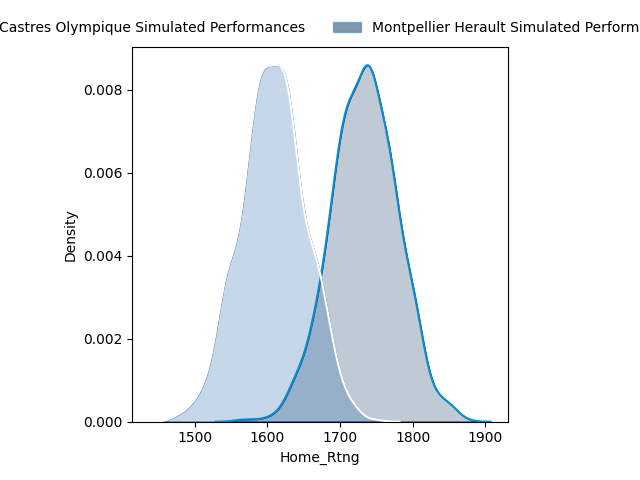 Castres Olympique Simulated Performances Montpellier Herault Simulated Perform
0.008
0.006
0.004
0.002
0.000
Density
1500 1600 1700 1800 1900
Home_Rtng